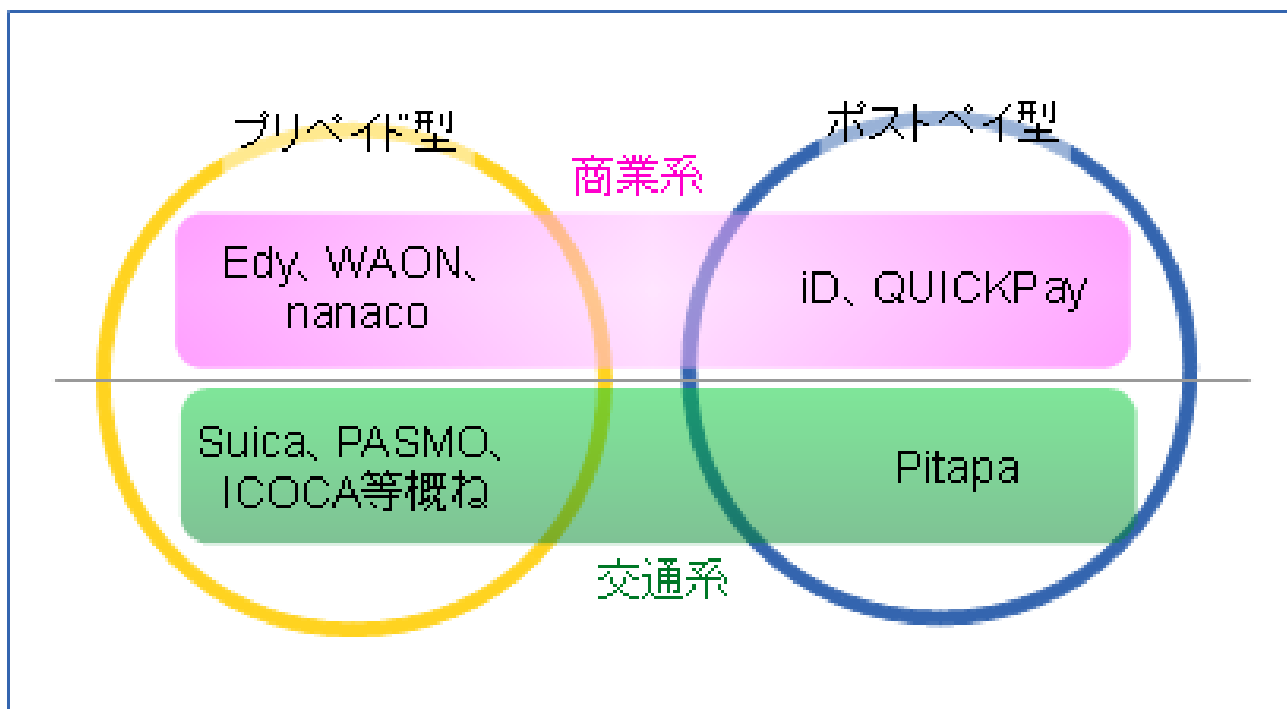 プリペイド型
ポストペイ型
商業系
Edy、WAON、
nanaco
iD、QUICKPay
Suica、PASMO、
ICOCA等概ね
Pitapa
交通系